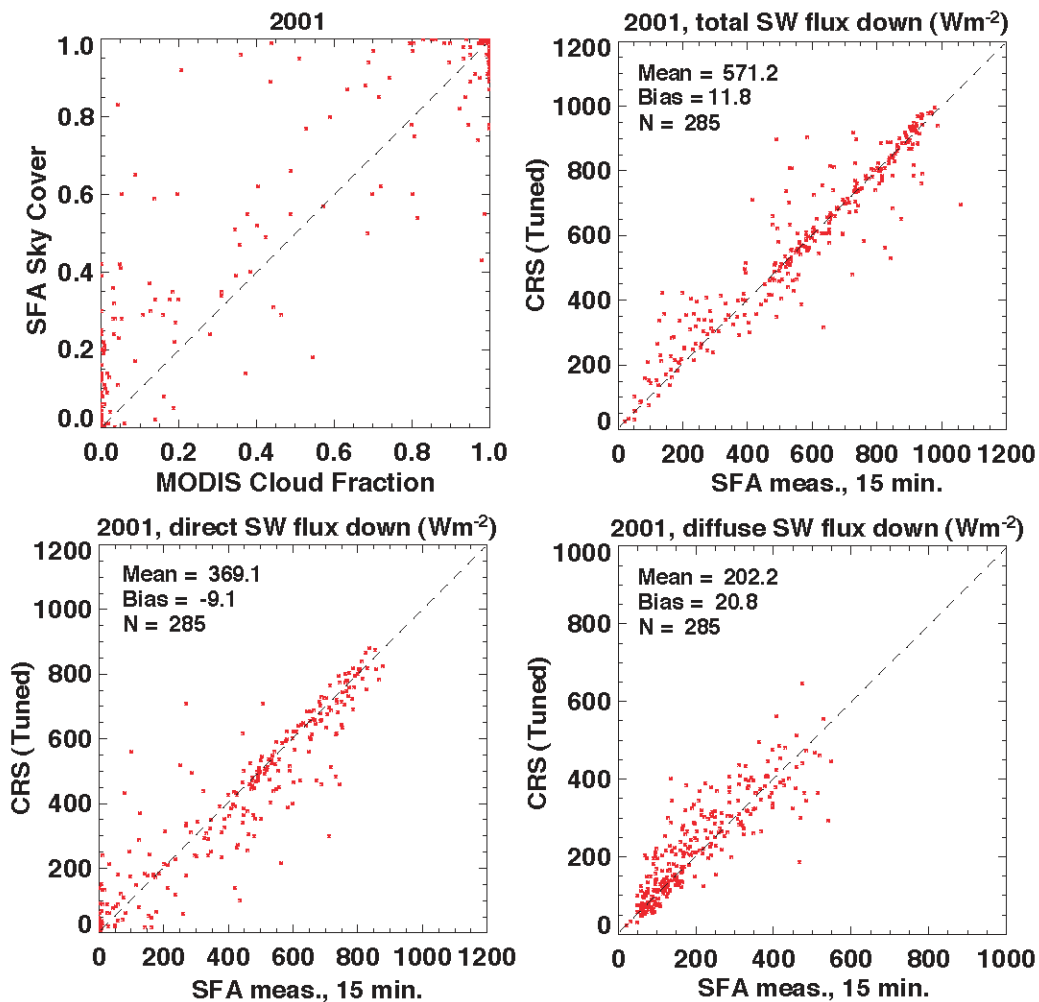 2001
1.0
0.8
0.6
0.4
0.2
0.0
SFA Sky Cover
0.0 0.2 0.4 0.6 0.8 1.0
MODIS Cloud Fraction
2001, total SW flux down (Wm-2)
Mean = 571.2
Bias = 11.8
N = 285
1200
1000
800
600
400
200
0
CRS (Tuned)
0 200 400 600 800 1000 1200
SFA meas., 15 min.
2001, direct SW flux down (Wm-2)
Mean = 369.1
Bias = -9.1
N = 285
1200
1000
800
600
400
200
0
CRS (Tuned)
0 200 400 600 800 1000 1200
SFA meas., 15 min.
2001, diffuse SW flux down (Wm-2)
Mean = 202.2
Bias = 20.8
N = 285
1000
800
600
400
200
0
CRS (Tuned)
0 200 400 600 800 1000
SFA meas., 15 min.